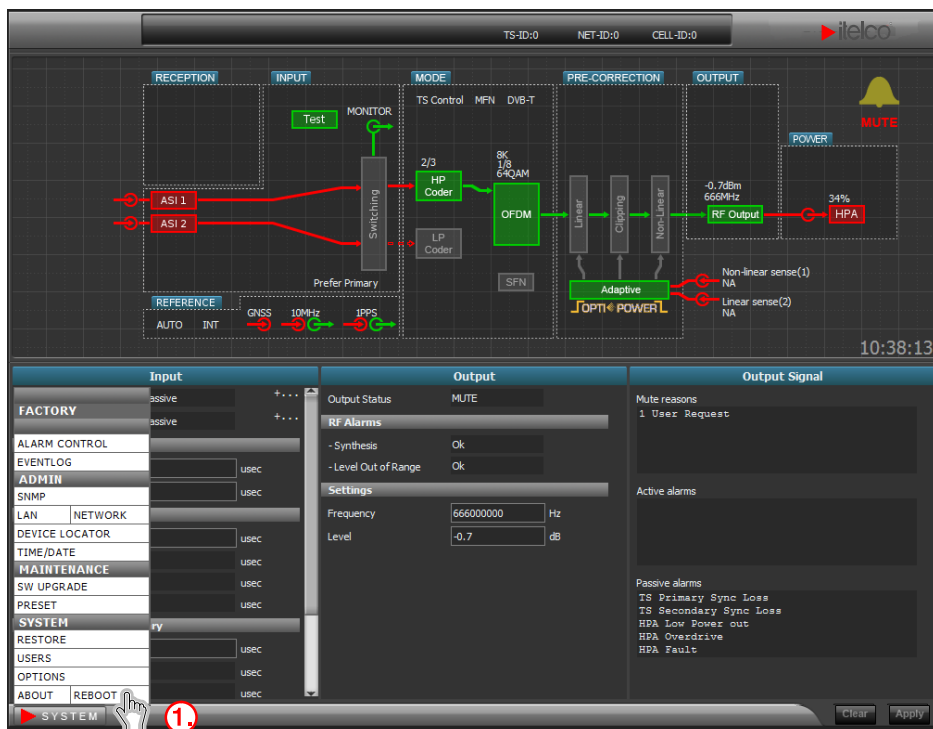 TS-ID:0 NET-ID:0 CELL-ID:0
itelco
RECEPTION INPUT MODE PRE-CORRECTION OUTPUT
TS Control MFN DVB-T
MONITOR
Test
MUTE
POWER
2/3
8K
1/8
64QAM
HP
Coder
ASI 1
ASI 2
Switching
OFDM
Linear
Clipping
Non-Linear
-0.7dBm
666MHz
RF Output
34%
HPA
LP
Coder
SFN
Prefer Primary
Adaptive
OPTI POWER
Non-linear sense(1)
NA
Linear sense(2)
NA
REFERENCE
AUTO INT
GNSS 10MHz 1PPS
10:38:13
Input Output Output Signal
FACTORY
ALARM CONTROL
EVENTLOG
ADMIN
SNMP
LAN NETWORK
DEVICE LOCATOR
TIME/DATE
MAINTENANCE
SW UPGRADE
PRESET
SYSTEM
RESTORE
USERS
OPTIONS
ABOUT REBOOT
SYSTEM
1.
assive +...
assive +...
usec
usec
usec
usec
usec
usec
ry
usec
usec
usec
Output Status MUTE
RF Alarms
- Synthesis Ok
- Level Out of Range Ok
Settings
Frequency 666000000 Hz
Level -0.7 dB
Mute reasons
1 User Request
Active alarms
Passive alarms
TS Primary Sync Loss
TS Secondary Sync Loss
HPA Low Power out
HPA Overdrive
HPA Fault
Clear Apply